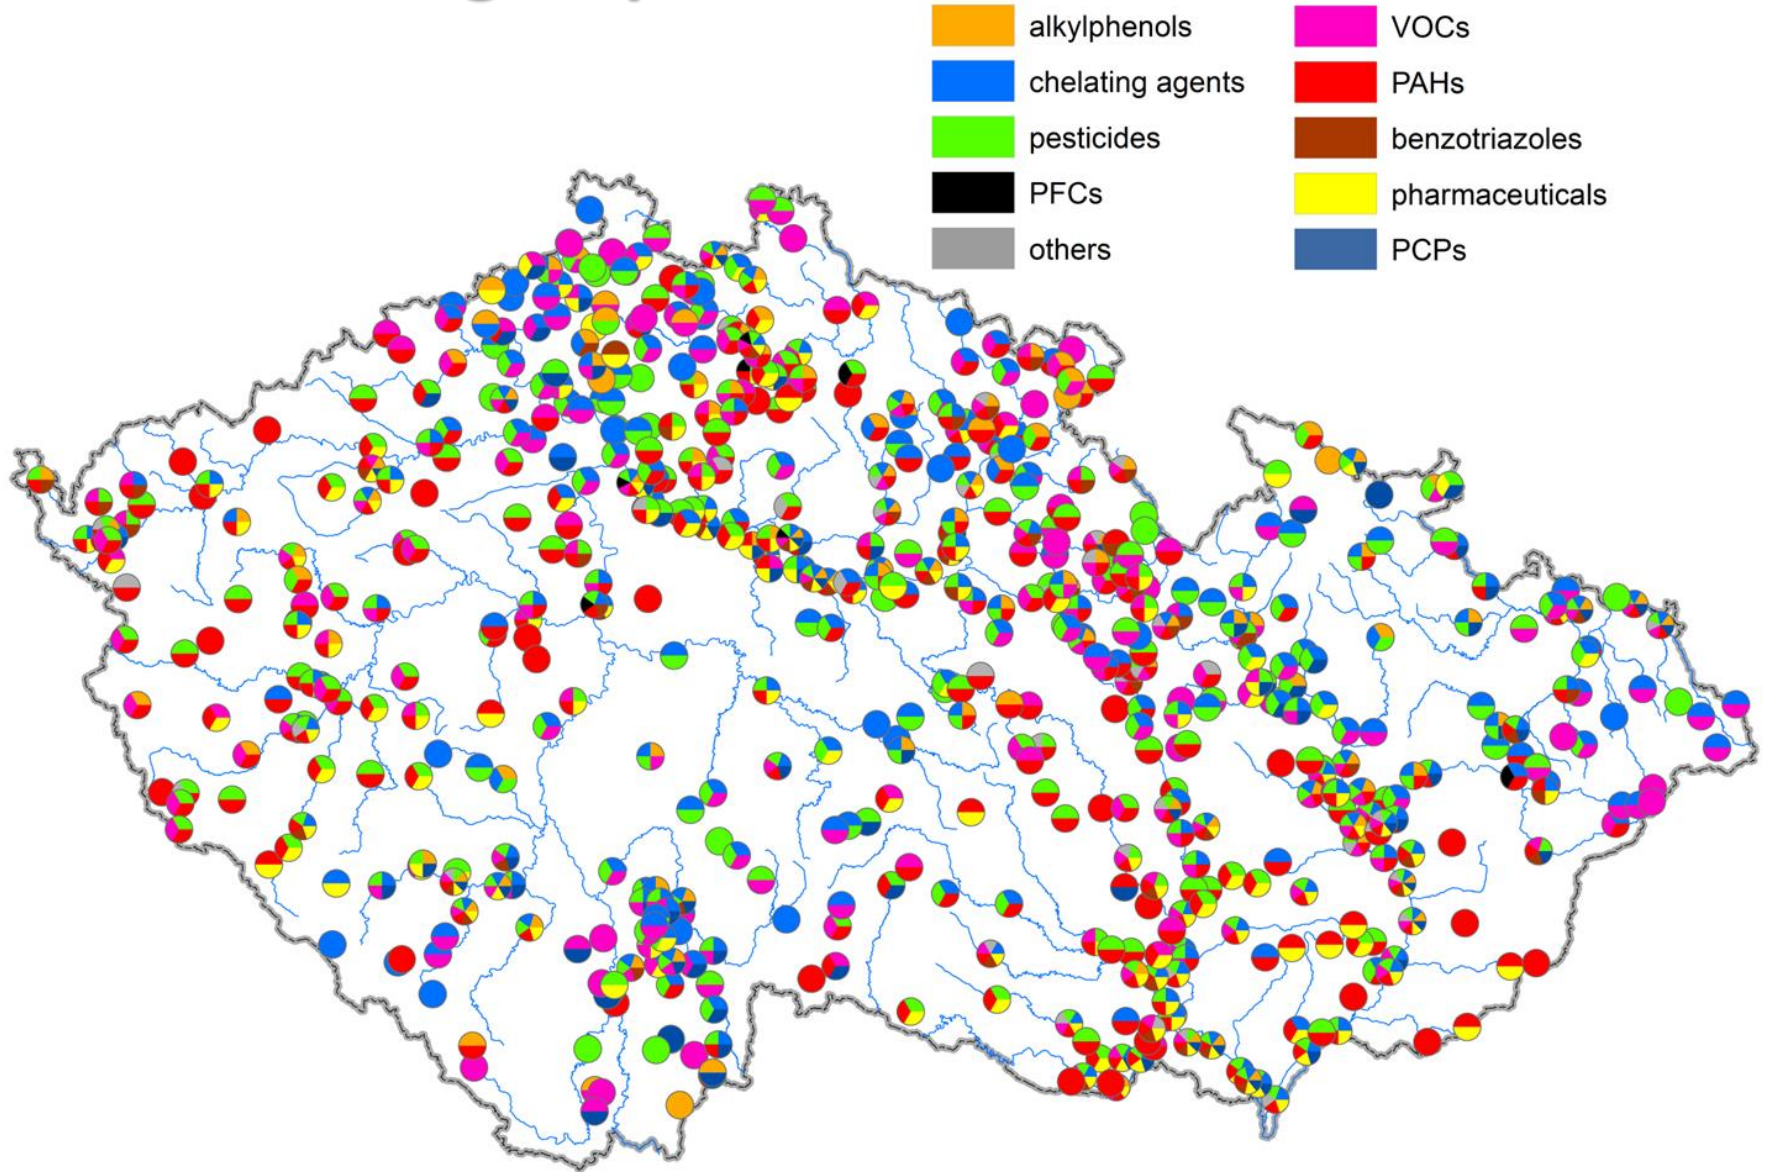 alkylphenols
chelating agents
pesticides
PFCs
others
VOCs
PAHs
benzotriazoles
pharmaceuticals
PCPs